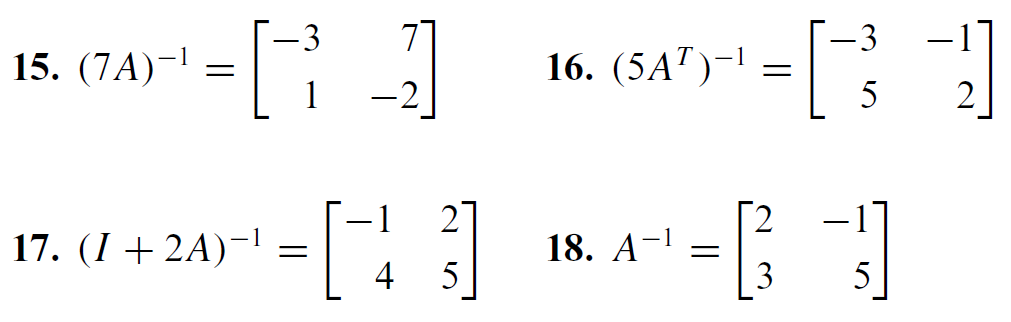 15. (7A)⁻¹ = [−3 7; 1 −2]
16. (5Aᵀ)⁻¹ = [−3 −1; 5 2]
17. (I + 2A)⁻¹ = [−1 2; 4 5]
18. A⁻¹ = [2 −1; 3 5]